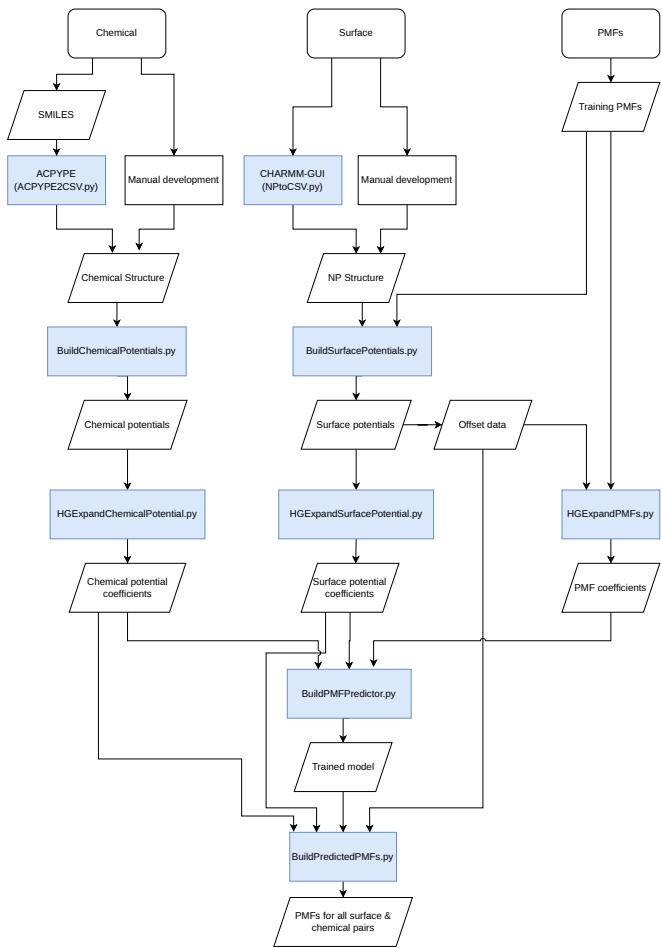 Chemical
Surface
PMFs
SMILES
Training PMFs
ACPYPE
(ACPYPE2CSV.py)
Manual development
CHARMM-GUI
(NPtoCSV.py)
Manual development
Chemical Structure
NP Structure
BuildChemicalPotentials.py
BuildSurfacePotentials.py
Chemical potentials
Surface potentials
Offset data
HGExpandChemicalPotential.py
HGExpandSurfacePotential.py
HGExpandPMFs.py
Chemical potential
coefficients
Surface potential
coefficients
PMF coefficients
BuildPMFPredictor.py
Trained model
BuildPredictedPMFs.py
PMFs for all surface &
chemical pairs